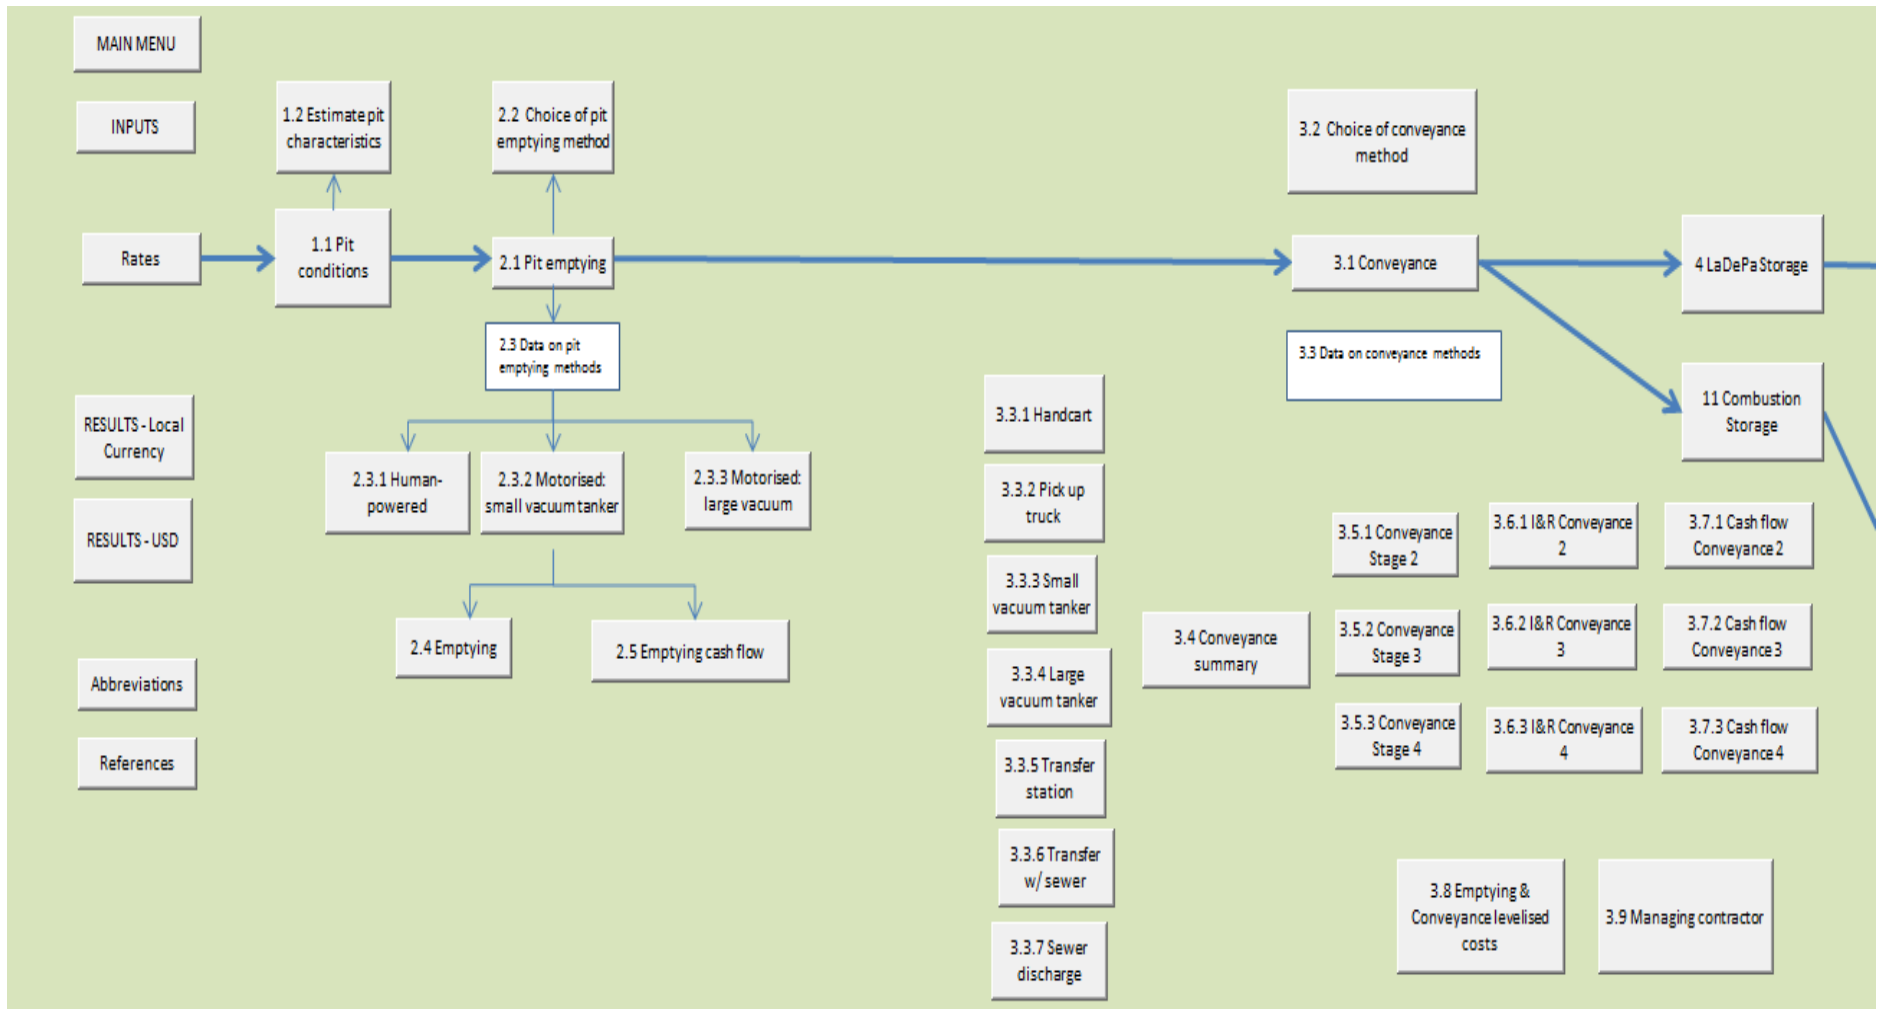 MAIN MENU
INPUTS
1.2 Estimate pit
characteristics
2.2 Choice of pit
emptying method
3.2 Choice of conveyance
method
Rates
1.1 Pit
conditions
2.1 Pit emptying
3.1 Conveyance
4 LaDePa Storage
2.3 Data on pit
emptying methods
3.3 Data on conveyance methods
11 Combustion
Storage
RESULTS - Local
Currency
RESULTS - USD
2.3.1 Human-
powered
2.3.2 Motorised:
small vacuum tanker
2.3.3 Motorised:
large vacuum
2.4 Emptying
2.5 Emptying cash flow
Abbreviations
References
3.3.1 Handcart
3.3.2 Pick up
truck
3.3.3 Small
vacuum tanker
3.3.4 Large
vacuum tanker
3.3.5 Transfer
station
3.3.6 Transfer
w/ sewer
3.3.7 Sewer
discharge
3.4 Conveyance
summary
3.5.1 Conveyance
Stage 2
3.6.1 I&R Conveyance
2
3.7.1 Cash flow
Conveyance 2
3.5.2 Conveyance
Stage 3
3.6.2 I&R Conveyance
3
3.7.2 Cash flow
Conveyance 3
3.5.3 Conveyance
Stage 4
3.6.3 I&R Conveyance
4
3.7.3 Cash flow
Conveyance 4
3.8 Emptying &
Conveyance levelised
costs
3.9 Managing contractor